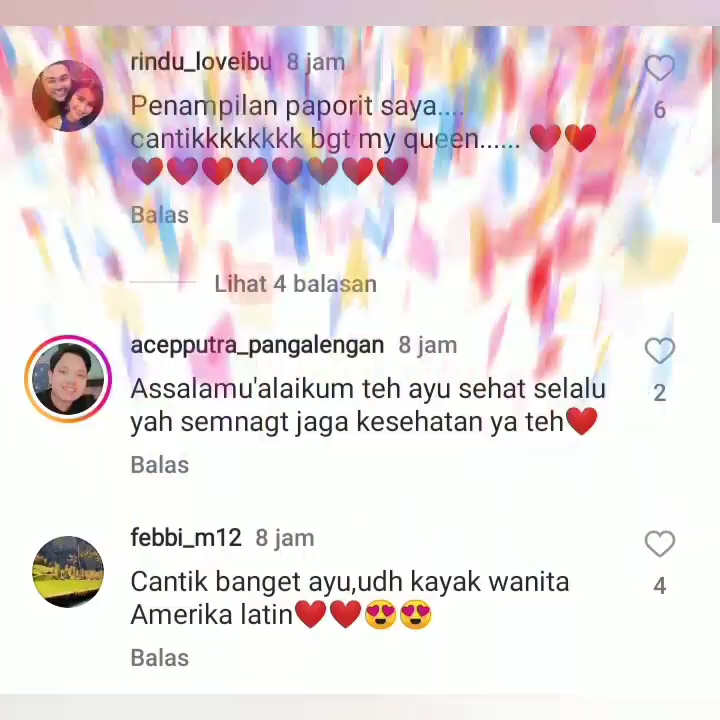 rindu_loveibu 8 jam
Penampilan paporit saya....
cantikkkkkkkk bgt my queen...... ❤❤
❤❤❤❤❤❤❤❤
6
Balas
Lihat 4 balasan
acepputra_pangalengan 8 jam
Assalamu'alaikum teh ayu sehat selalu
yah semnagt jaga kesehatan ya teh❤
2
Balas
febbi_m12 8 jam
Cantik banget ayu,udh kayak wanita
Amerika latin❤❤😍😍
4
Balas